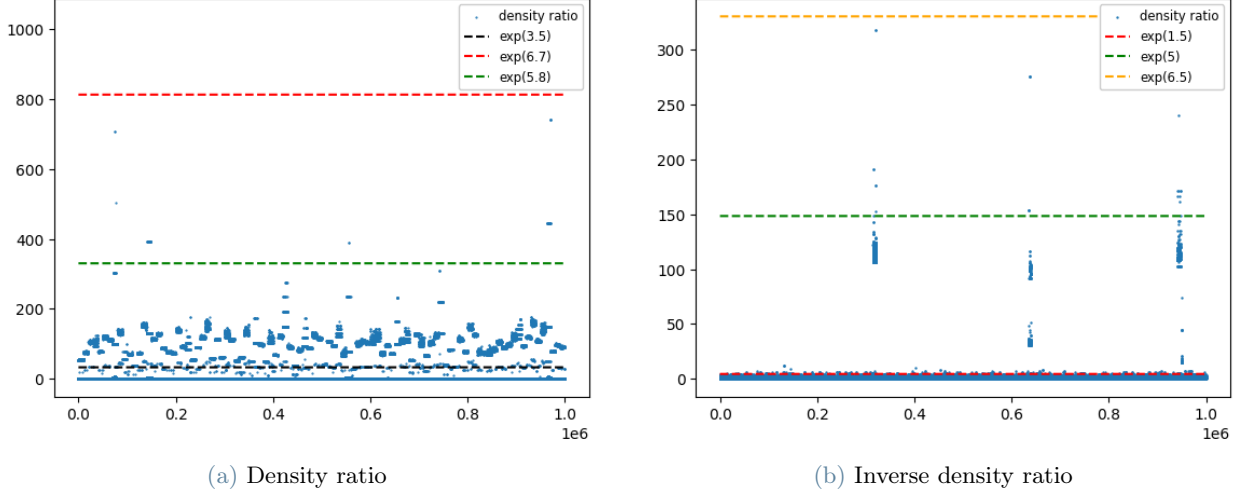 1000
800
600
400
200
0
0.0 0.2 0.4 0.6 0.8 1.0
1e6
density ratio
exp(3.5)
exp(6.7)
exp(5.8)
(a) Density ratio
300
250
200
150
100
50
0
0.0 0.2 0.4 0.6 0.8 1.0
1e6
density ratio
exp(1.5)
exp(5)
exp(6.5)
(b) Inverse density ratio